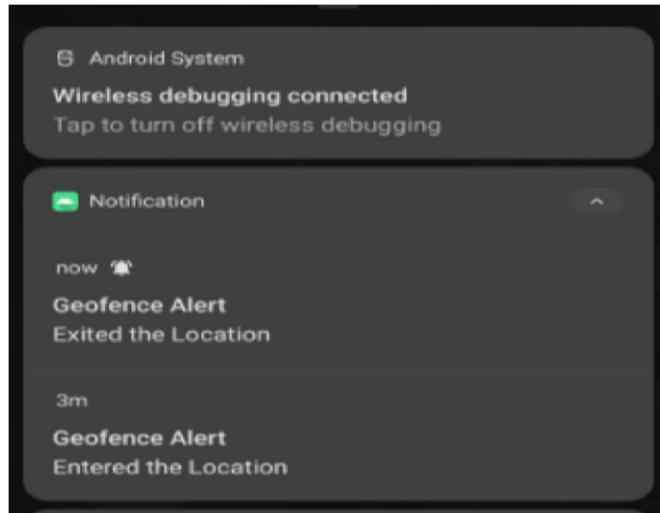 Android System
Wireless debugging connected
Tap to turn off wireless debugging
Notification
now
Geofence Alert
Exited the Location
3m
Geofence Alert
Entered the Location